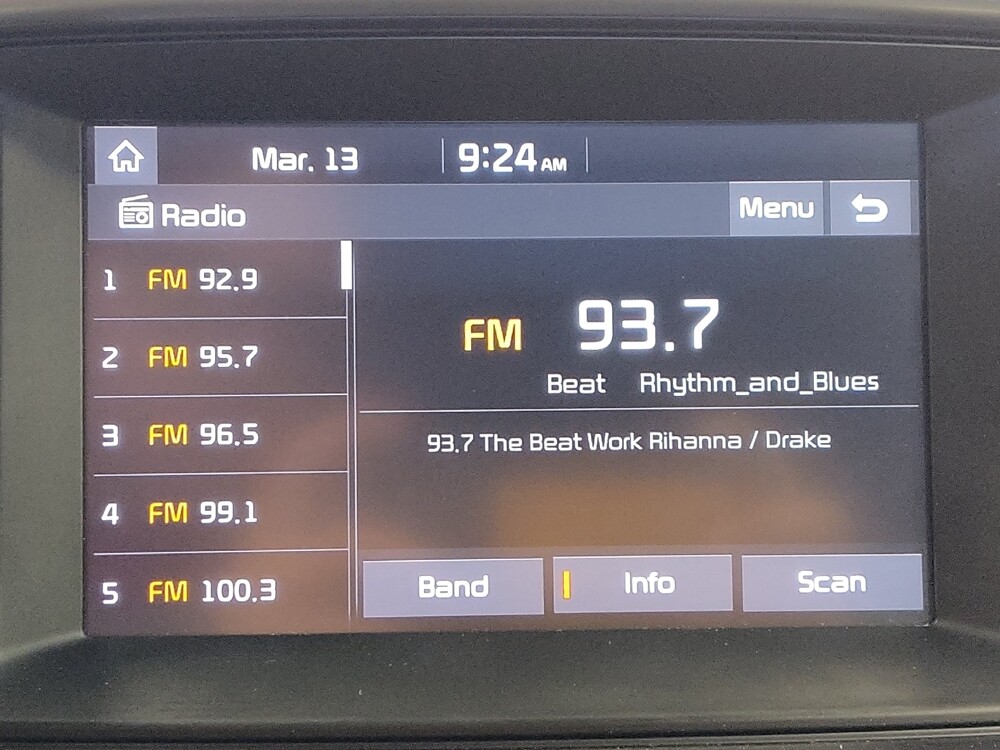 Mar. 13 9:24 AM
Radio Menu
1 FM 92.9
2 FM 95.7
3 FM 96.5
4 FM 99.1
5 FM 100.3
FM 93.7
Beat Rhythm_and_Blues
93.7 The Beat Work Rihanna / Drake
Band Info Scan